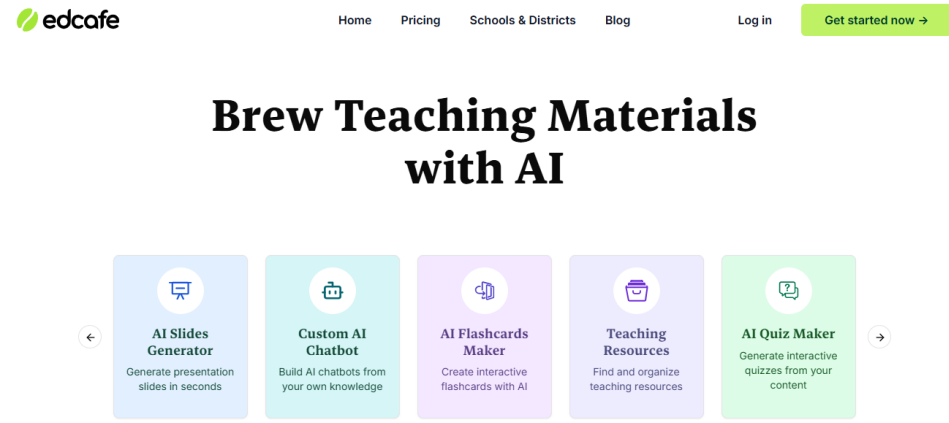 edcafe
Home
Pricing
Schools & Districts
Blog
Log in
Get started now →
Brew Teaching Materials
with AI
AI Slides
Generator
Generate presentation
slides in seconds
Custom AI
Chatbot
Build AI chatbots from
your own knowledge
AI Flashcards
Maker
Create interactive
flashcards with AI
Teaching
Resources
Find and organize
teaching resources
AI Quiz Maker
Generate interactive
quizzes from your
content